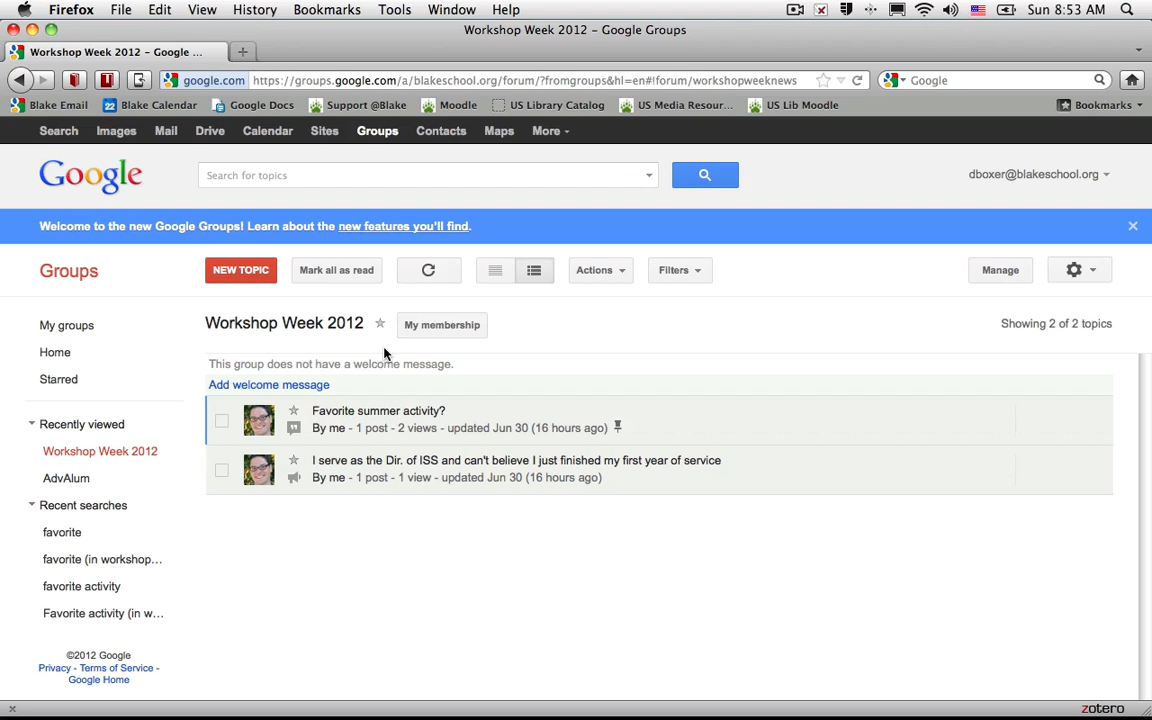 Firefox File Edit View History Bookmarks Tools Window Help Sun 8:53 AM
Workshop Week 2012 - Google Groups
Workshop Week 2012 - Google ...
google.com https://groups.google.com/a/blakeschool.org/forum/?fromgroups&hl=en#!forum/workshopweeknews Google
Blake Email 22 Blake Calendar Google Docs Support @Blake Moodle US Library Catalog US Media Resour... US Lib Moodle Bookmarks
Search Images Mail Drive Calendar Sites Groups Contacts Maps More
Google Search for topics dboxer@blakeschool.org
Welcome to the new Google Groups! Learn about the new features you'll find.
Groups NEW TOPIC Mark all as read Actions Filters Manage
My groups
Home
Starred
Recently viewed
Workshop Week 2012
AdvAlum
Recent searches
favorite
favorite (in workshop...
favorite activity
Favorite activity (in w...
©2012 Google
Privacy - Terms of Service -
Google Home
Workshop Week 2012 My membership Showing 2 of 2 topics
This group does not have a welcome message.
Add welcome message
Favorite summer activity?
By me - 1 post - 2 views - updated Jun 30 (16 hours ago)
I serve as the Dir. of ISS and can't believe I just finished my first year of service
By me - 1 post - 1 view - updated Jun 30 (16 hours ago)
zotero